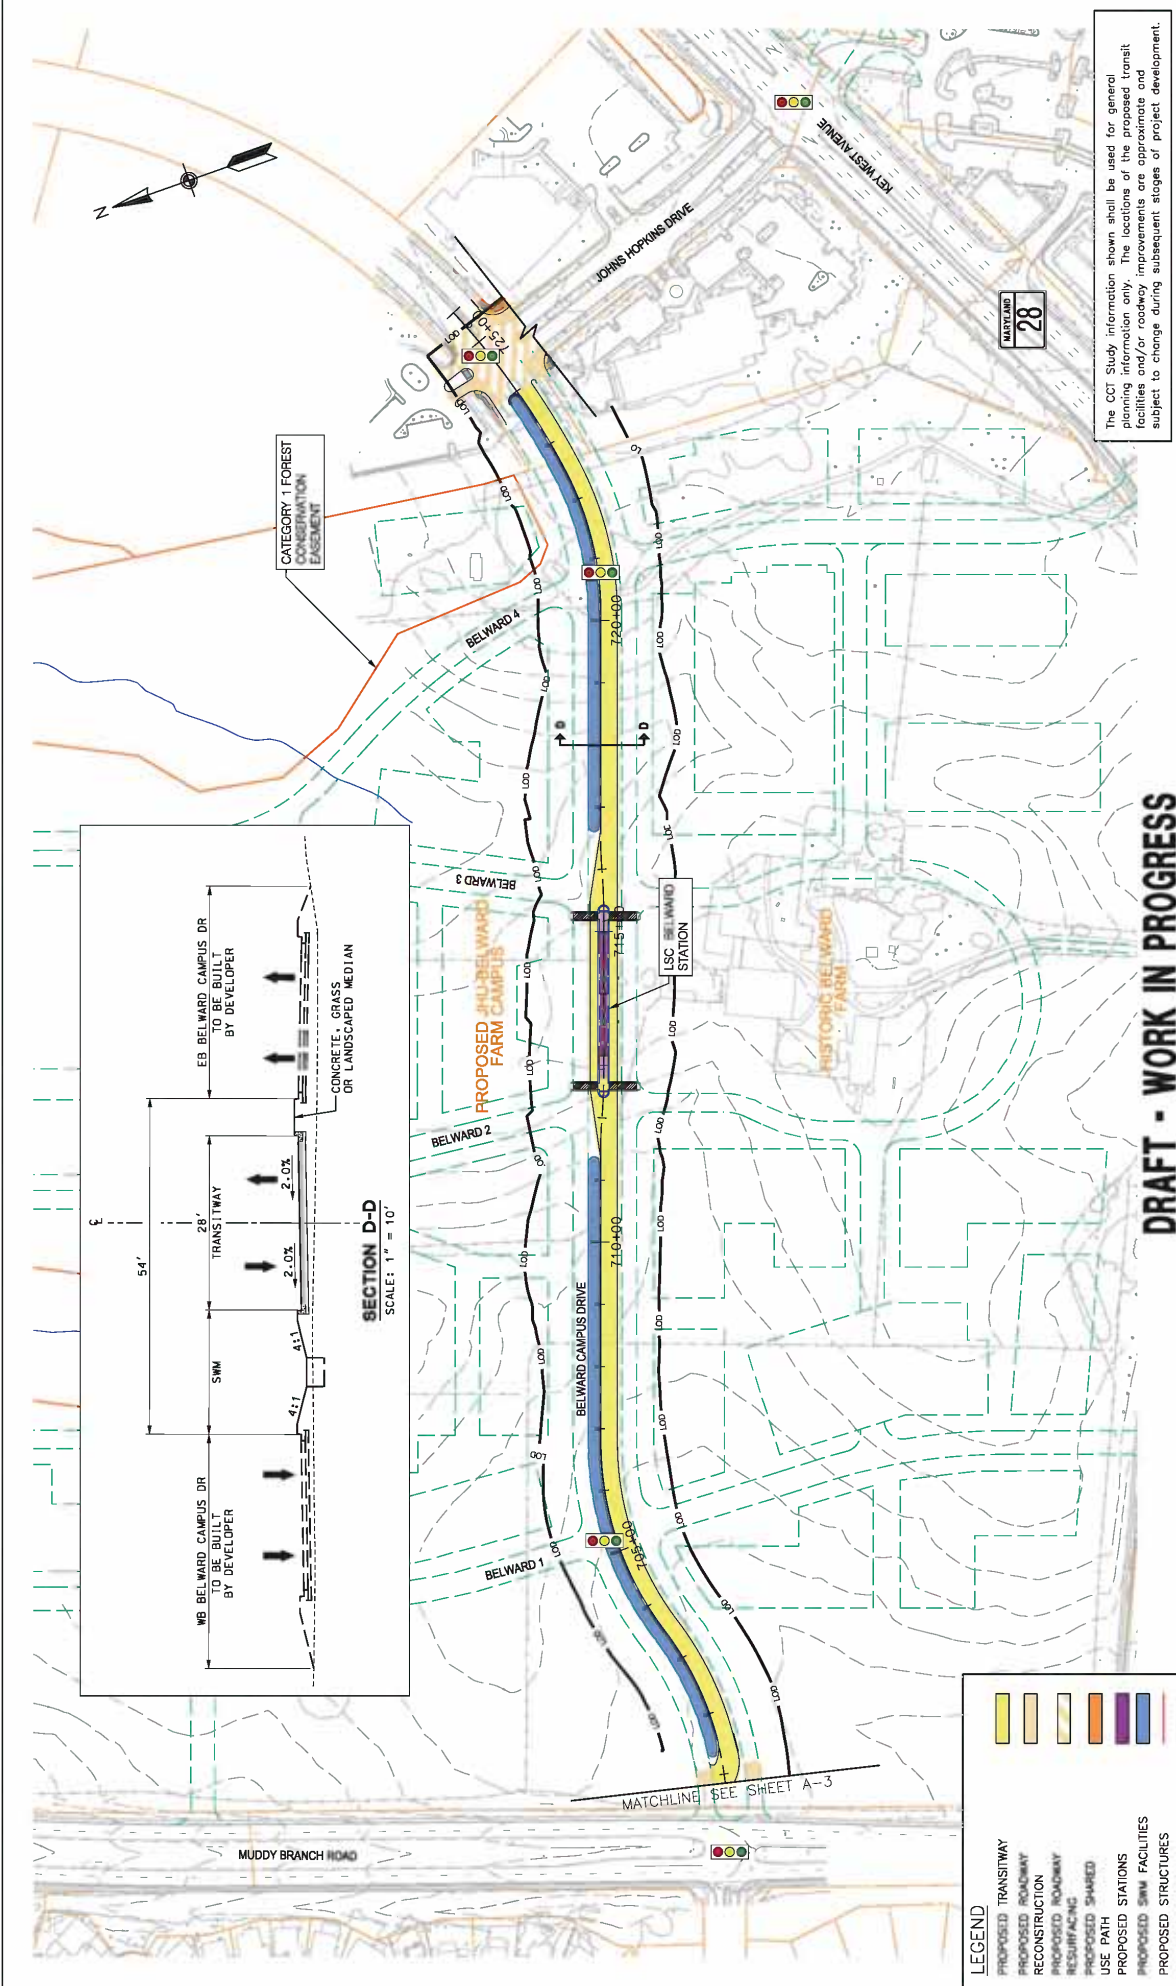 The CCT Study information shown shall be used for general
planning information only. The locations of the proposed transit
facilities and/or roadway improvements are approximate and
subject to change during subsequent stages of project development.
N
CATEGORY 1 FOREST
CONSERVATION
EASEMENT
JOHNS HOPKINS DRIVE
KEY WEST AVENUE
MARYLAND
28
725+00
LOD
BELWARD 4
720+00
D
D
BELWARD 3
PROPOSED JHU-BELWARD
FARM CAMPUS
LSC BELWARD
STATION
HISTORIC BELWARD
FARM
BELWARD 2
710+00
BELWARD CAMPUS DRIVE
BELWARD 1
705+00
MATCHLINE SEE SHEET A-3
MUDDY BRANCH ROAD
WB BELWARD CAMPUS DR
TO BE BUILT
BY DEVELOPER
54'
SWM
28'
TRANSITWAY
EB BELWARD CAMPUS DR
TO BE BUILT
BY DEVELOPER
4:1
4:1
2.0%
2.0%
CONCRETE, GRASS
OR LANDSCAPED MEDIAN
SECTION D-D
SCALE: 1" = 10'
LEGEND
PROPOSED TRANSITWAY
PROPOSED ROADWAY
RECONSTRUCTION
PROPOSED ROADWAY
RESURFACING
PROPOSED SHARED
USE PATH
PROPOSED STATIONS
PROPOSED SWM FACILITIES
PROPOSED STRUCTURES
DRAFT - WORK IN PROGRESS